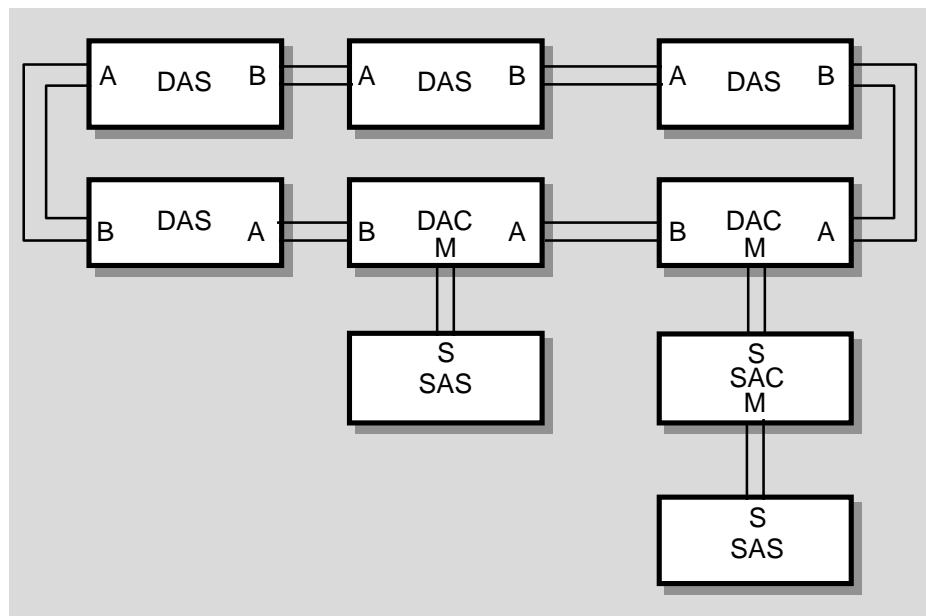 A DAS B A DAS B A DAS B
B DAS A B DAC A B DAC A
M M
S S
SAS SAC
M
S
SAS